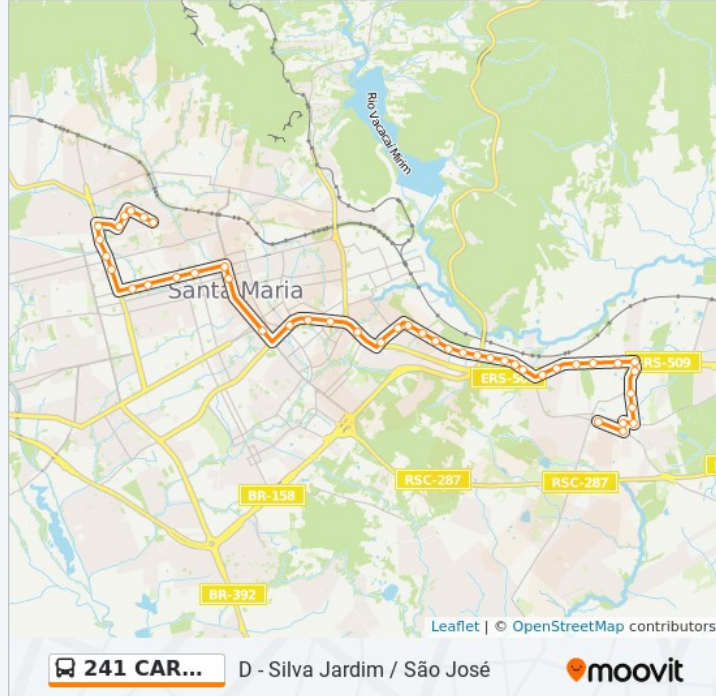 Rio Vacacaí Mirim
Santa Maria
ERS-509
ERS-50
RSC-287
RSC-287
BR-158
BR-392
Leaflet | © OpenStreetMap contributors
241 CAR... D - Silva Jardim / São José moovit